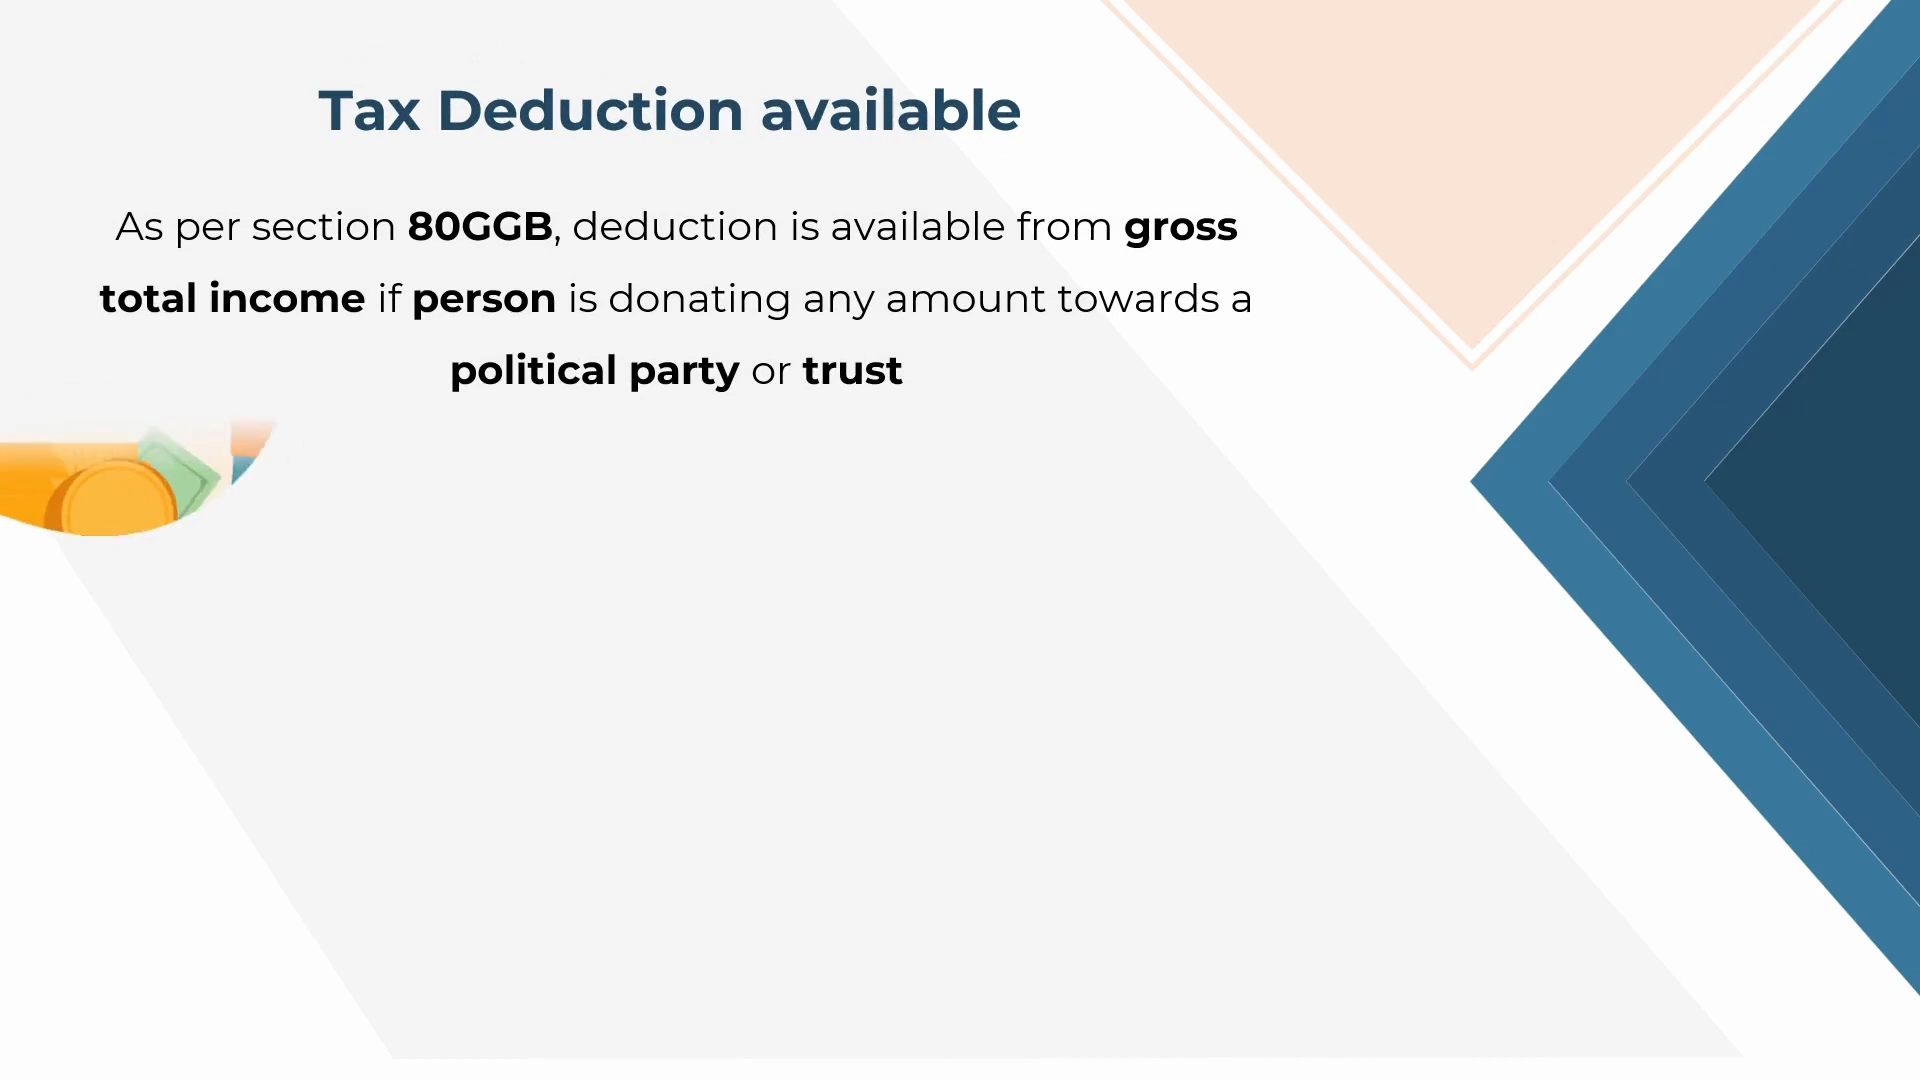 Tax Deduction available
As per section 80GGB, deduction is available from gross
total income if person is donating any amount towards a
political party or trust